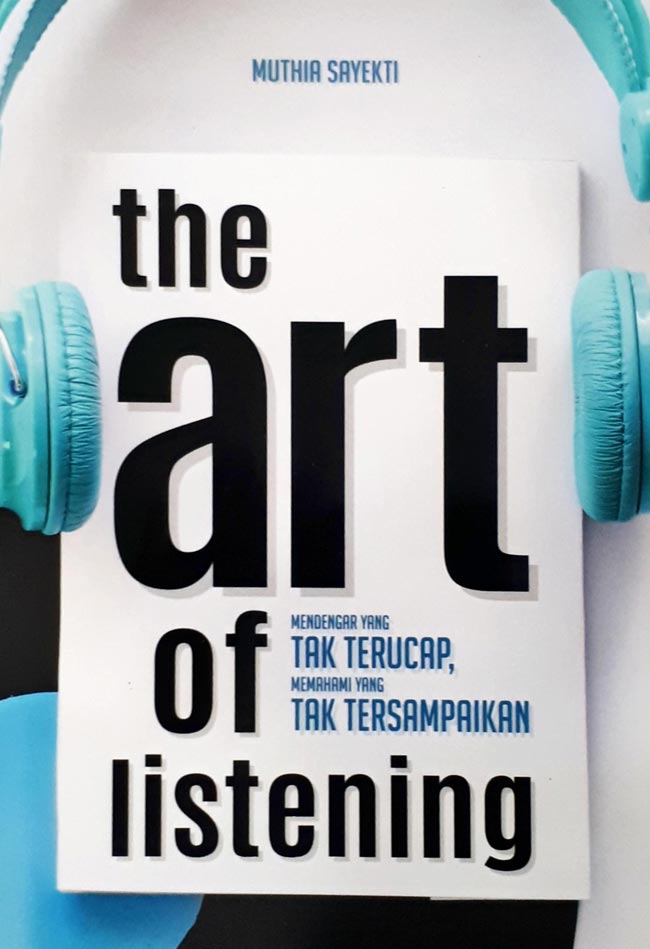 MUTHIA SAYEKTI
the
art
of
MENDENGAR YANG
TAK TERUCAP,
MEMAHAMI YANG
TAK TERSAMPAIKAN
listening